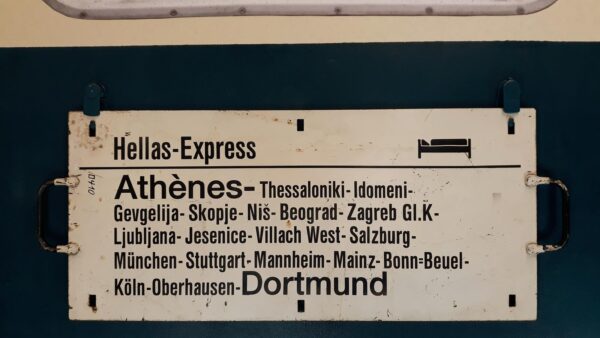 Hellas-Express
Athènes- Thessaloniki- Idomeni-
Gevgelija- Skopje- Niš- Beograd- Zagreb Gl.K-
Ljubljana- Jesenice- Villach West- Salzburg-
München- Stuttgart- Mannheim- Mainz- Bonn=Beuel-
Köln-Oberhausen-Dortmund